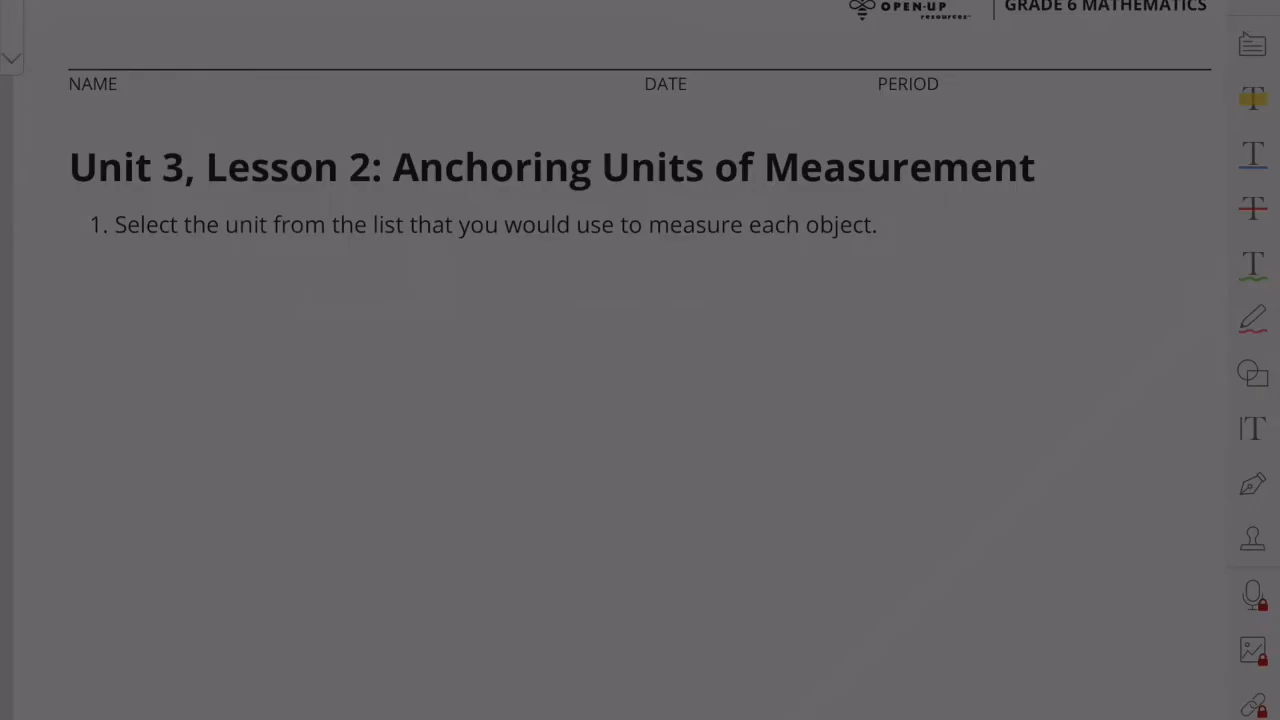 OPEN-UP
resources
GRADE 6 MATHEMATICS
NAME DATE PERIOD
Unit 3, Lesson 2: Anchoring Units of Measurement
1. Select the unit from the list that you would use to measure each object.